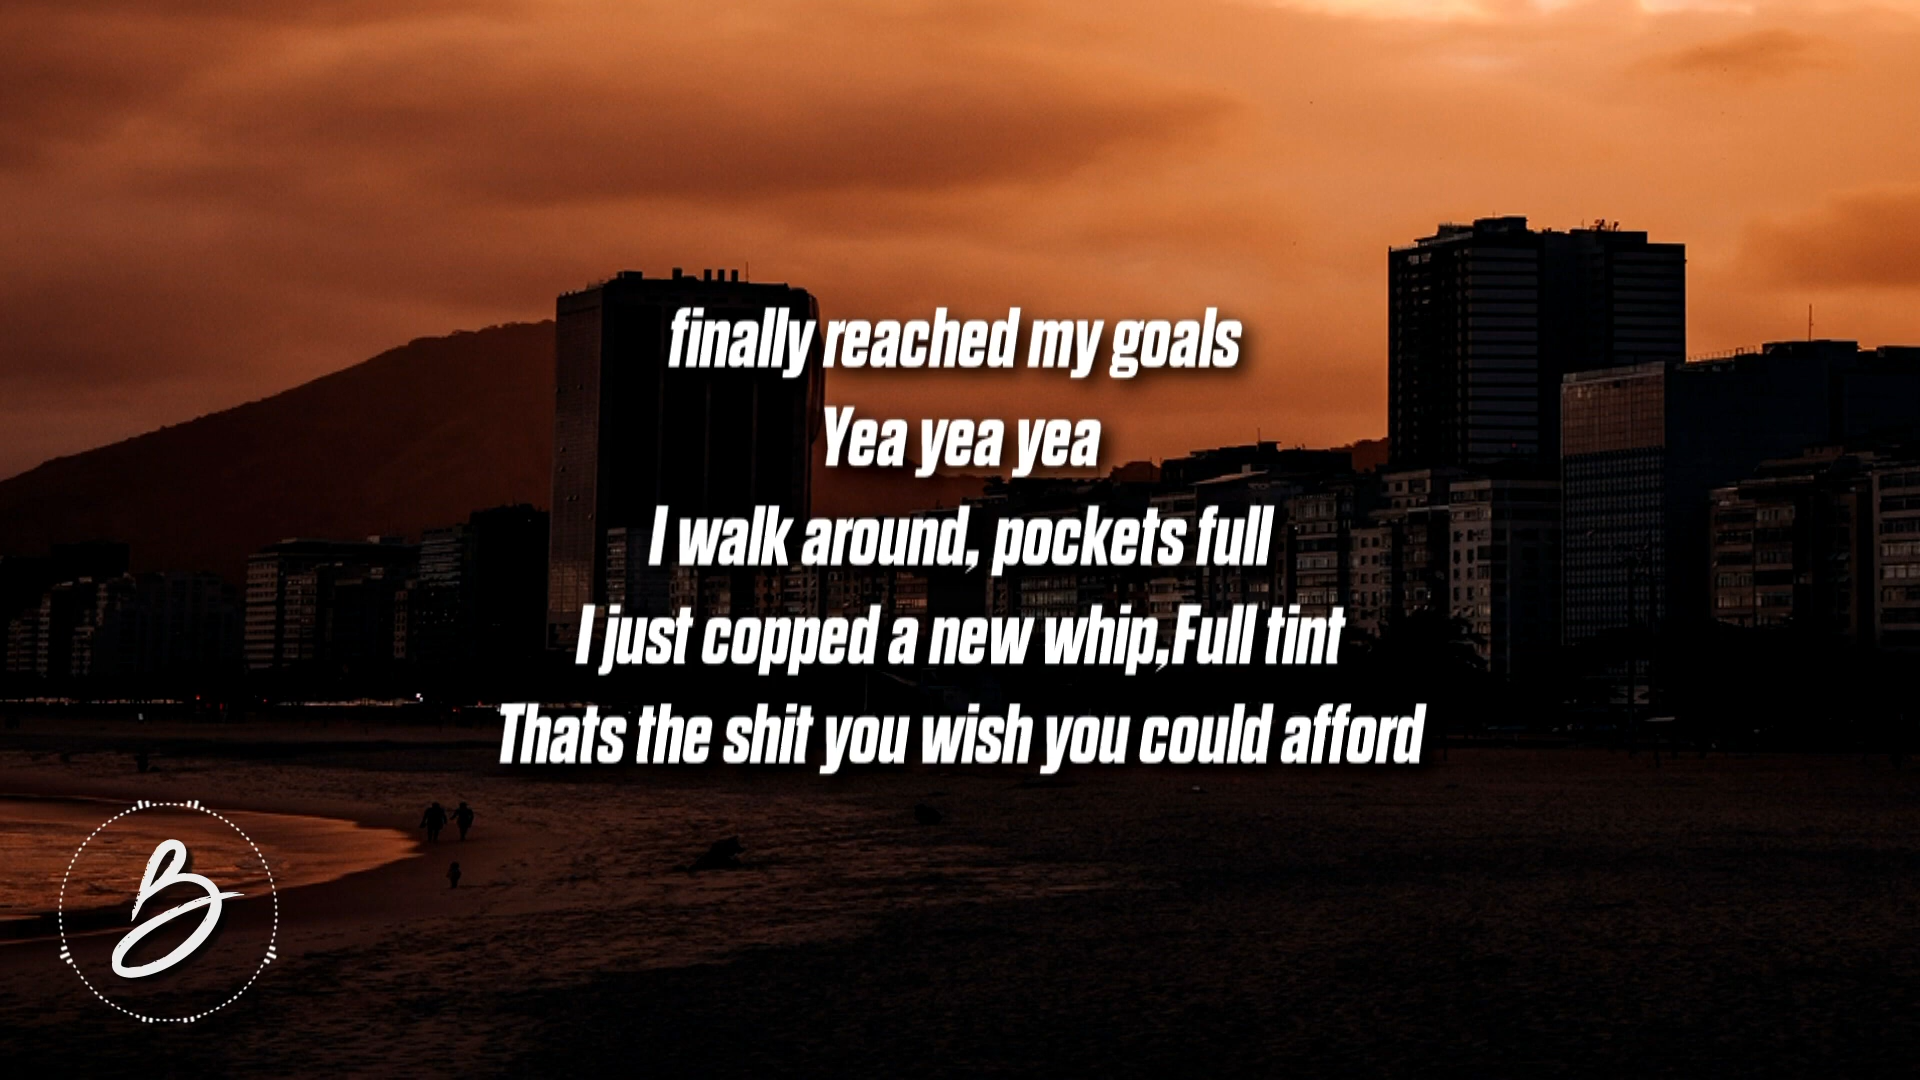 finally reached my goals
Yea yea yea
I walk around, pockets full
I just copped a new whip,Full tint
Thats the shit you wish you could afford
B